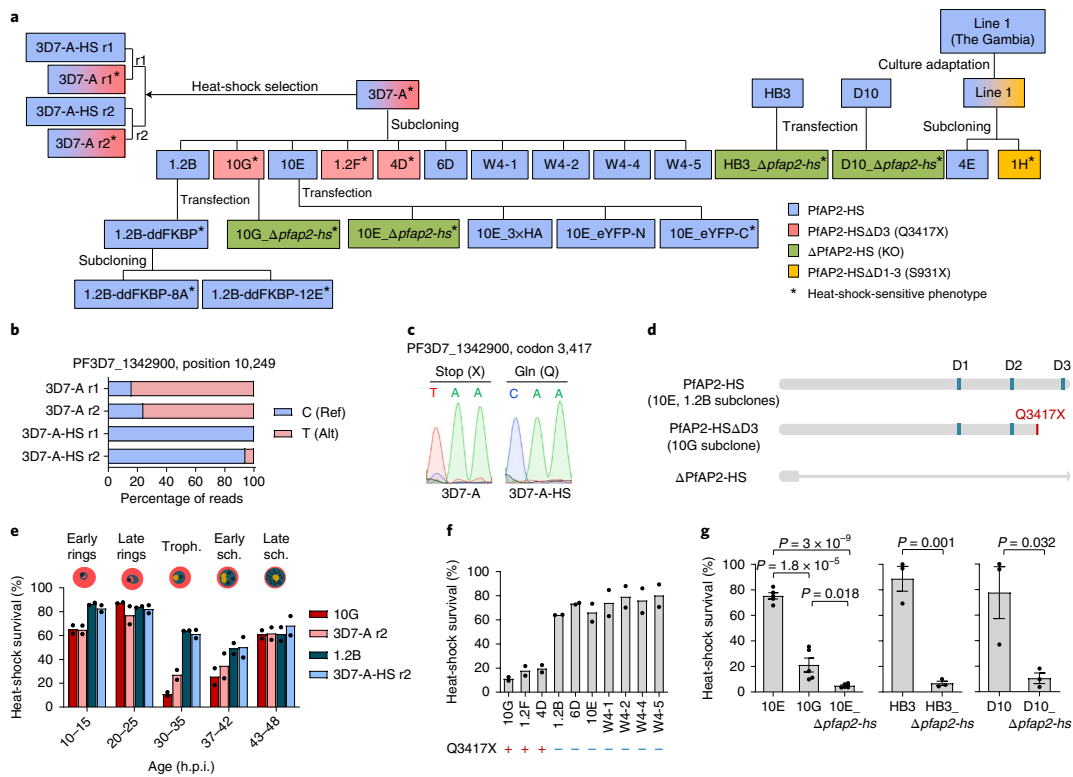 a
3D7-A-HS r1
3D7-A r1*
3D7-A-HS r2
3D7-A r2*
r1
r2
Heat-shock selection
3D7-A*
Subcloning
HB3
D10
Transfection
Line 1
(The Gambia)
Culture adaptation
Line 1
Subcloning
1.2B
10G*
10E
1.2F*
4D*
6D
W4-1
W4-2
W4-4
W4-5
HB3_Δpfap2-hs*
D10_Δpfap2-hs*
4E
1H*
Transfection
Transfection
1.2B-ddFKBP*
10G_Δpfap2-hs*
10E_Δpfap2-hs*
10E_3×HA
10E_eYFP-N
10E_eYFP-C*
Subcloning
1.2B-ddFKBP-8A*
1.2B-ddFKBP-12E*
PfAP2-HS
PfAP2-HSΔD3 (Q3417X)
ΔPfAP2-HS (KO)
PfAP2-HSΔD1-3 (S931X)
* Heat-shock-sensitive phenotype
b
PF3D7_1342900, position 10,249
3D7-A r1
3D7-A r2
3D7-A-HS r1
3D7-A-HS r2
0 20 40 60 80 100
Percentage of reads
C (Ref)
T (Alt)
c
PF3D7_1342900, codon 3,417
Stop (X) Gln (Q)
T A A C A A
3D7-A 3D7-A-HS
d
D1 D2 D3
PfAP2-HS
(10E, 1.2B subclones)
Q3417X
PfAP2-HSΔD3
(10G subclone)
ΔPfAP2-HS
e
Early
rings
Late
rings
Troph.
Early
sch.
Late
sch.
Heat-shock survival (%)
100
80
60
40
20
0
10–15
20–25
30–35
37–42
43–48
Age (h.p.i.)
10G
3D7-A r2
1.2B
3D7-A-HS r2
f
Heat-shock survival (%)
100
80
60
40
20
0
10G
1.2F
4D
1.2B
6D
10E
W4-1
W4-2
W4-4
W4-5
Q3417X + + + − − − − − − −
g
Heat-shock survival (%)
100
80
60
40
20
0
P = 3 × 10−9
P = 1.8 × 10−5
P = 0.018
10E 10G 10E_
Δpfap2-hs
P = 0.001
HB3 HB3_
Δpfap2-hs
P = 0.032
D10 D10_
Δpfap2-hs